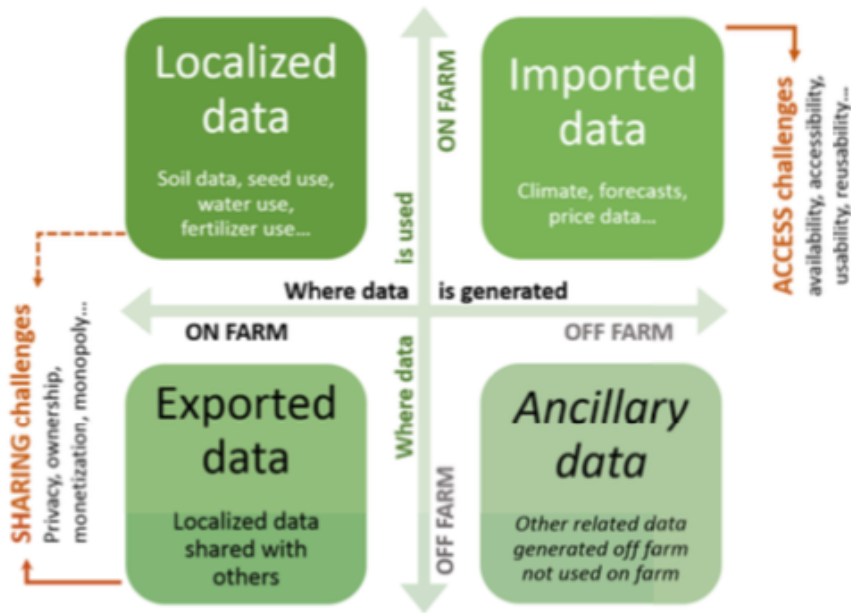 Localized
data
Soil data, seed use,
water use,
fertilizer use...
ON FARM
Imported
data
Climate, forecasts,
price data...
ACCESS challenges
availability, accessibility,
usability, reusability...
is used
Where data is generated
ON FARM
OFF FARM
Where data
SHARING challenges
Privacy, ownership,
monetization, monopoly...
Exported
data
Localized data
shared with
others
OFF FARM
Ancillary
data
Other related data
generated off farm
not used on farm